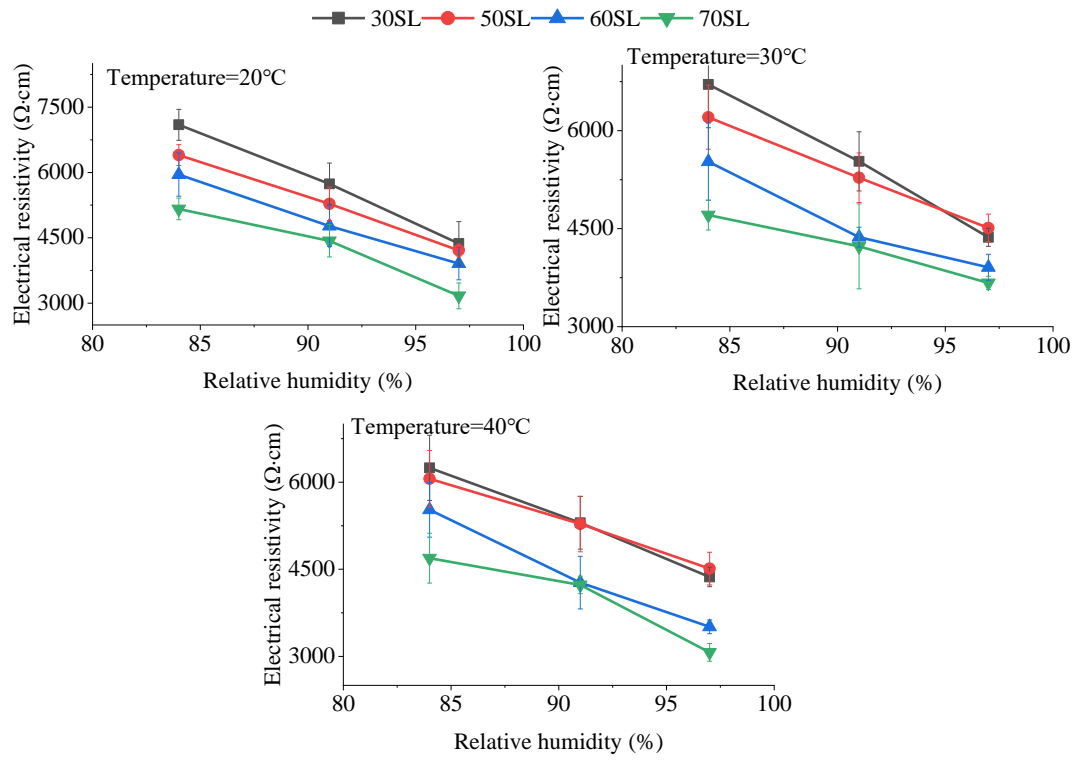 30SL 50SL 60SL 70SL
Temperature=20℃
Electrical resistivity (Ω·cm)
7500
6000
4500
3000
80 85 90 95 100
Relative humidity (%)
Temperature=30℃
Electrical resistivity (Ω·cm)
6000
4500
3000
80 85 90 95 100
Relative humidity (%)
Temperature=40℃
Electrical resistivity (Ω·cm)
6000
4500
3000
80 85 90 95 100
Relative humidity (%)